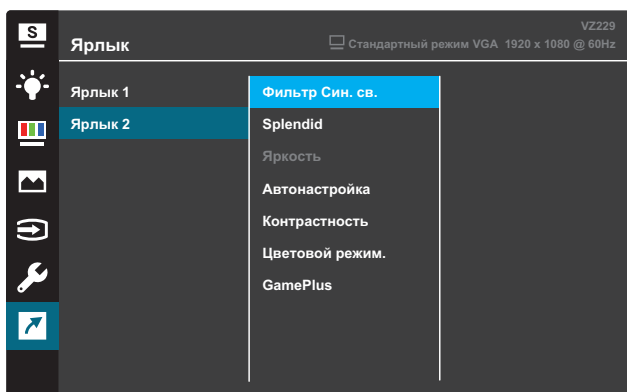 S
VZ229
Ярлык
Стандартный режим VGA 1920 x 1080 @ 60Hz
Ярлык 1
Ярлык 2
Фильтр Син. св.
Splendid
Яркость
Автонастройка
Контрастность
Цветовой режим.
GamePlus